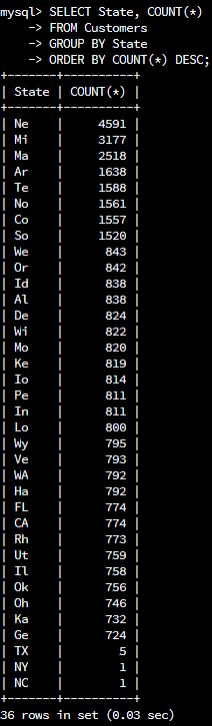 mysql> SELECT State, COUNT(*)
    -> FROM Customers
    -> GROUP BY State
    -> ORDER BY COUNT(*) DESC;
+-------+----------+
| State | COUNT(*) |
+-------+----------+
| Ne    |     4591 |
| Mi    |     3177 |
| Ma    |     2518 |
| Ar    |     1638 |
| Te    |     1588 |
| No    |     1561 |
| Co    |     1557 |
| So    |     1520 |
| We    |      843 |
| Or    |      842 |
| Id    |      838 |
| Al    |      838 |
| De    |      824 |
| Wi    |      822 |
| Mo    |      820 |
| Ke    |      819 |
| Io    |      814 |
| Pe    |      811 |
| In    |      811 |
| Lo    |      800 |
| Wy    |      795 |
| Ve    |      793 |
| WA    |      792 |
| Ha    |      792 |
| FL    |      774 |
| CA    |      774 |
| Rh    |      773 |
| Ut    |      759 |
| Il    |      758 |
| Ok    |      756 |
| Oh    |      746 |
| Ka    |      732 |
| Ge    |      724 |
| TX    |        5 |
| NY    |        1 |
| NC    |        1 |
+-------+----------+
36 rows in set (0.03 sec)